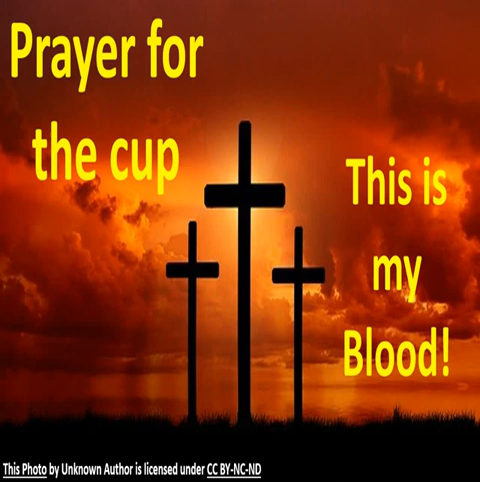 Prayer for
the cup
This is
my
Blood!
This Photo by Unknown Author is licensed under CC BY-NC-ND